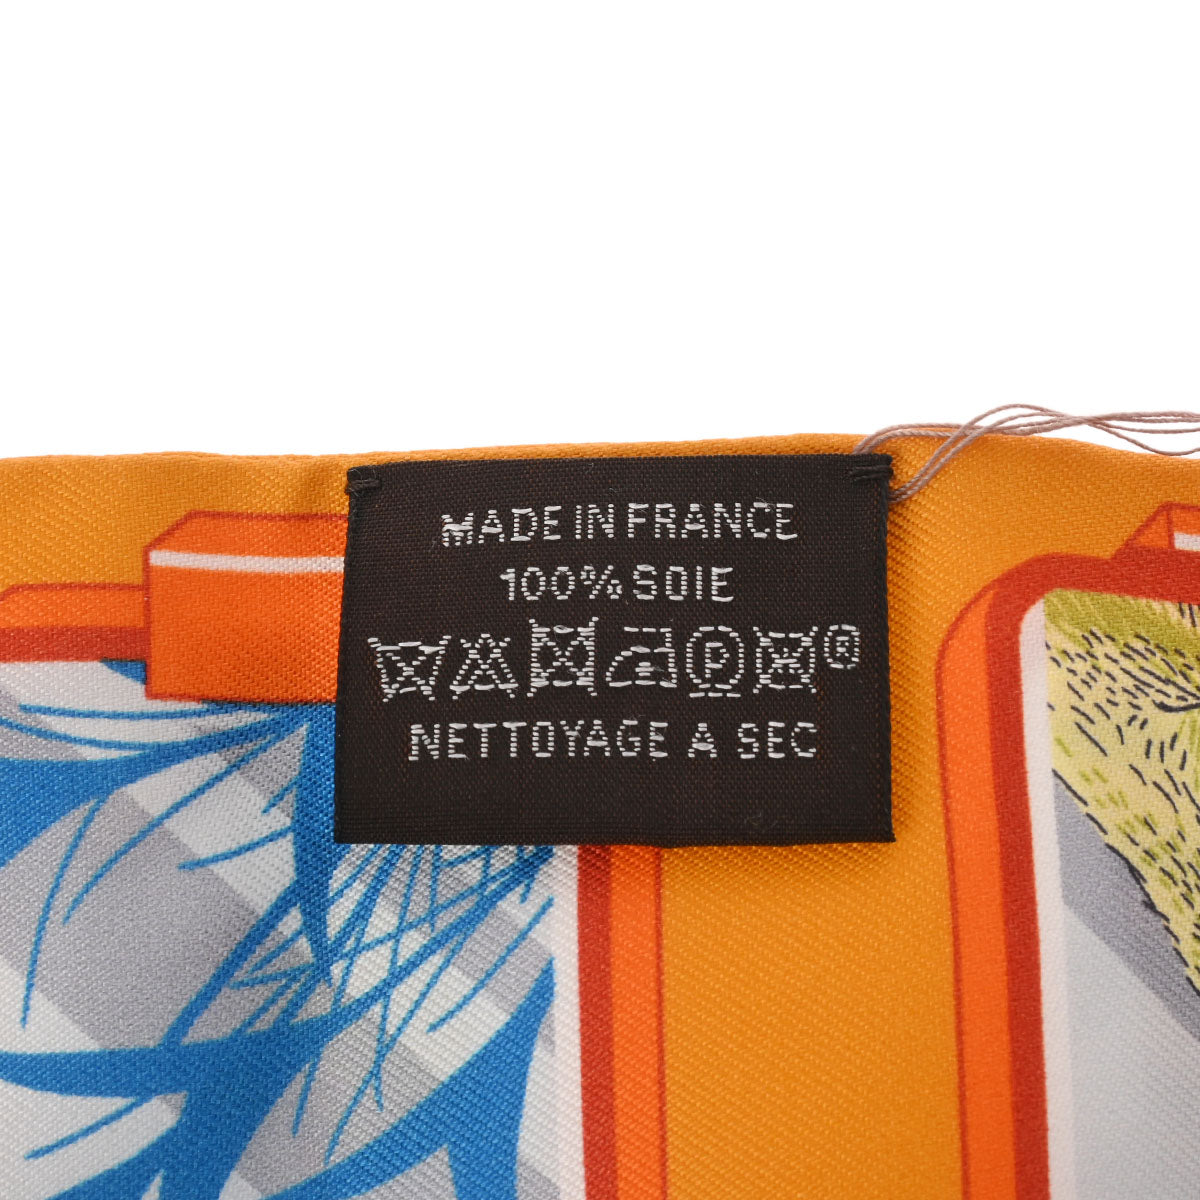 MADE IN FRANCE
100% SOIE
P ®
NETTOYAGE A SEC